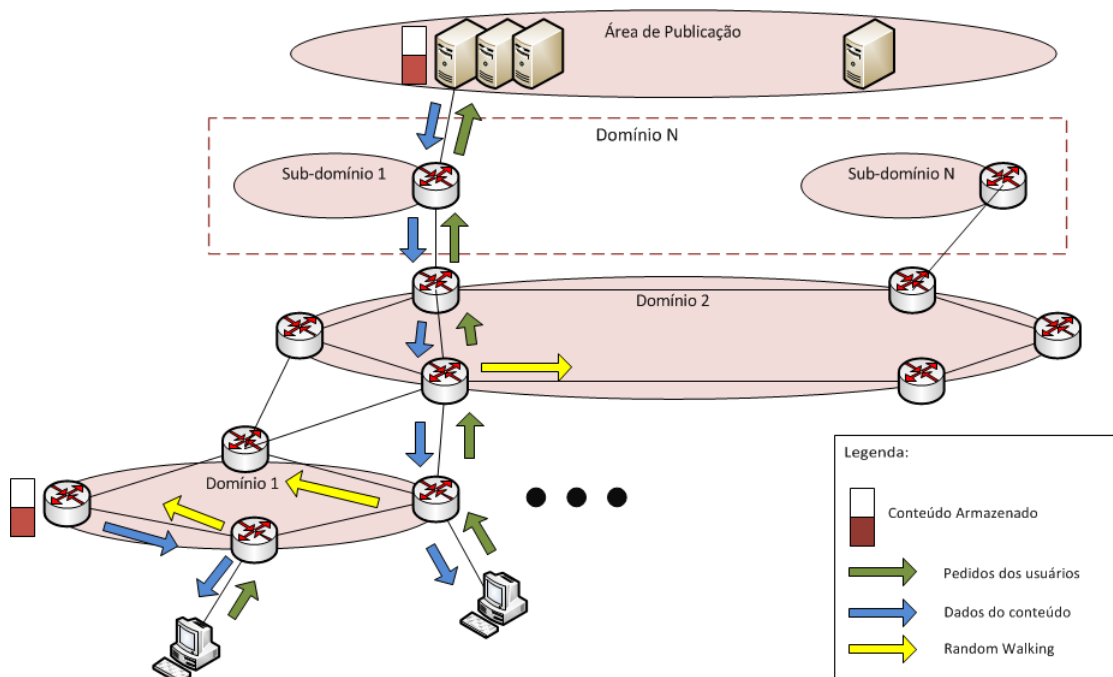 Área de Publicação
Domínio N
Sub-domínio 1
Sub-domínio N
Domínio 2
Domínio 1
Legenda:
Conteúdo Armazenado
Pedidos dos usuários
Dados do conteúdo
Random Walking